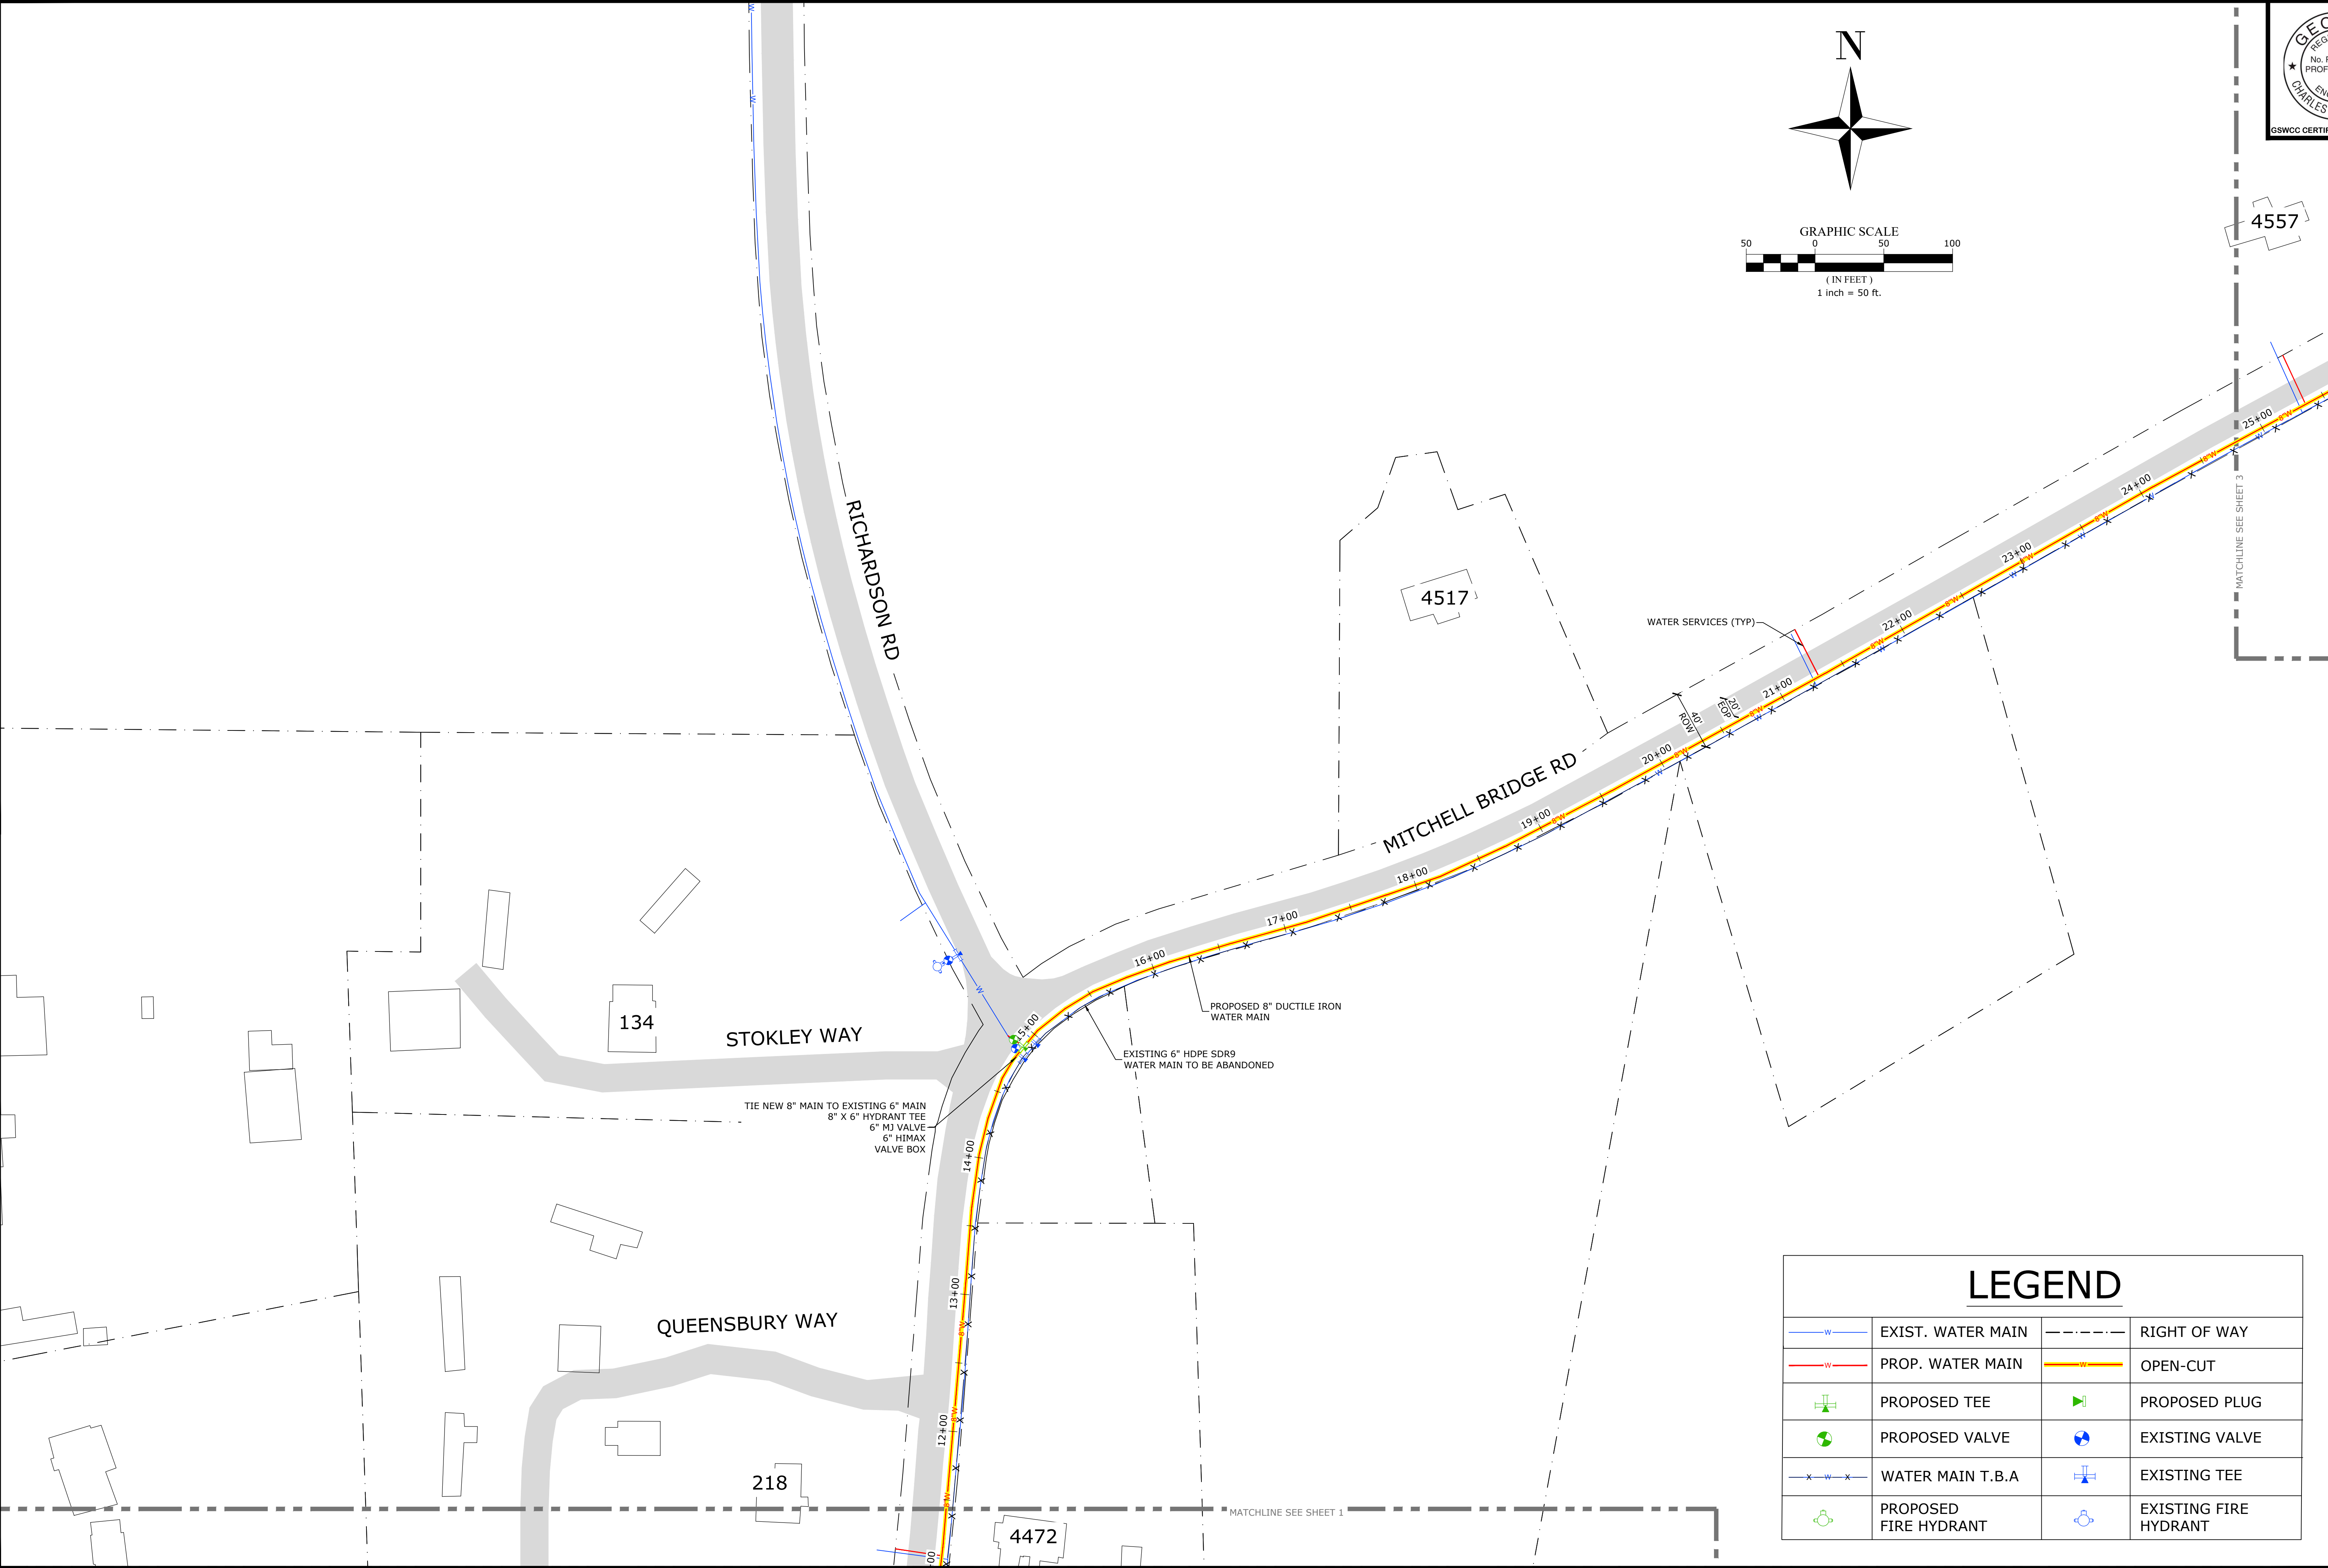 N
GRAPHIC SCALE
50 0 50 100
( IN FEET )
1 inch = 50 ft.
No.
GSWCC
4557
MATCHLINE SEE SHEET 3
RICHARDSON RD
4517
WATER SERVICES (TYP)
40'
ROW
20'
EOP
MITCHELL BRIDGE RD
25+00
24+00
23+00
22+00
21+00
20+00
19+00
18+00
17+00
16+00
15+00
14+00
13+00
12+00
8"W
W
PROPOSED 8" DUCTILE IRON
WATER MAIN
EXISTING 6" HDPE SDR9
WATER MAIN TO BE ABANDONED
134
STOKLEY WAY
TIE NEW 8" MAIN TO EXISTING 6" MAIN
8" X 6" HYDRANT TEE
6" MJ VALVE
6" HIMAX
VALVE BOX
QUEENSBURY WAY
218
MATCHLINE SEE SHEET 1
4472
LEGEND
W EXIST. WATER MAIN
RIGHT OF WAY
W PROP. WATER MAIN
W OPEN-CUT
PROPOSED TEE
PROPOSED PLUG
PROPOSED VALVE
EXISTING VALVE
X W X WATER MAIN T.B.A
EXISTING TEE
PROPOSED
FIRE HYDRANT
EXISTING FIRE
HYDRANT